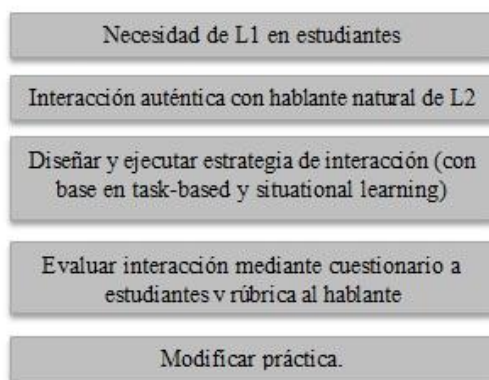 Necesidad de L1 en estudiantes
Interacción auténtica con hablante natural de L2
Diseñar y ejecutar estrategia de interacción (con
base en task-based y situational learning)
Evaluar interacción mediante cuestionario a
estudiantes y rúbrica al hablante
Modificar práctica.